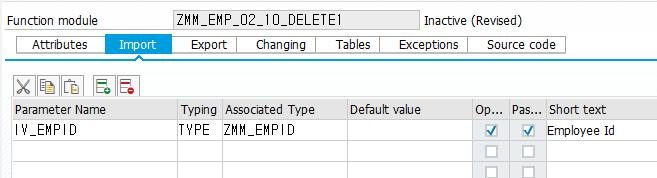 Function module ZMM_EMP_02_10_DELETE1 Inactive (Revised)
Attributes Import Export Changing Tables Exceptions Source code
Parameter Name Typing Associated Type Default value Op... Pas... Short text
IV_EMPID TYPE ZMM_EMPID Employee Id